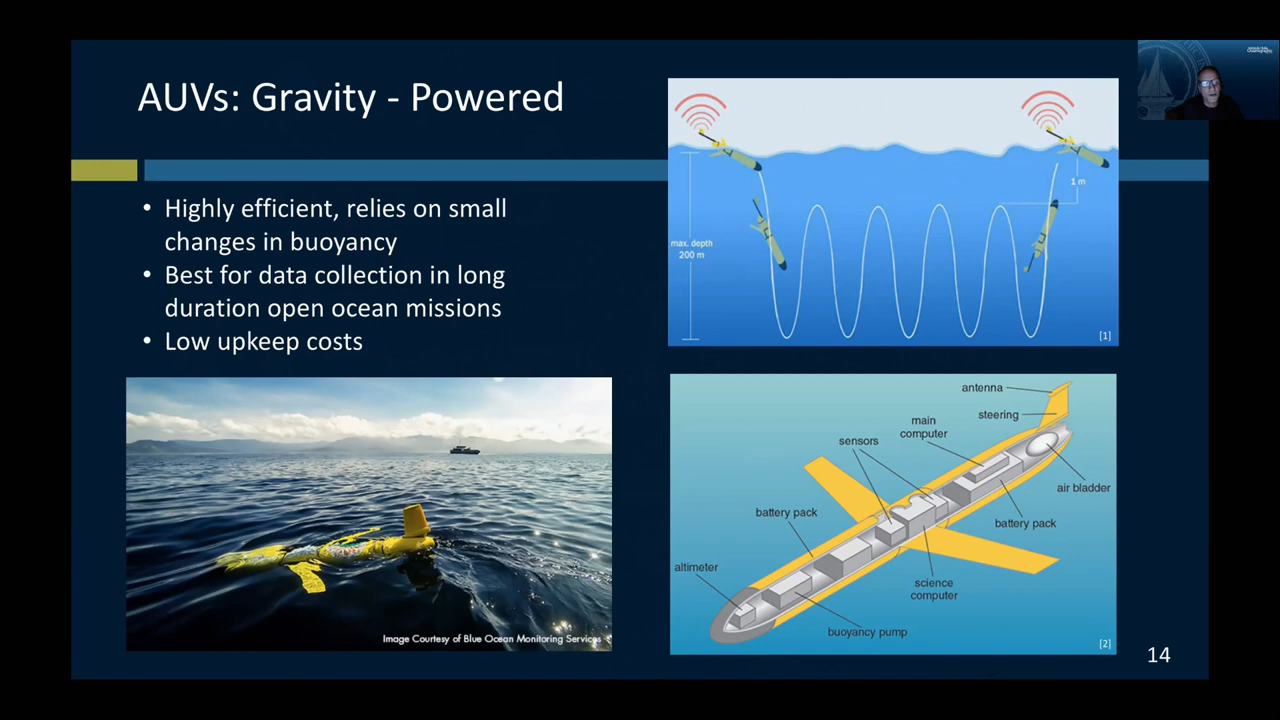 AUVs: Gravity - Powered
• Highly efficient, relies on small
changes in buoyancy
• Best for data collection in long
duration open ocean missions
• Low upkeep costs
1 m
max. depth
200 m
[1]
Image Courtesy of Blue Ocean Monitoring Services
antenna
steering
main
computer
sensors
air bladder
battery pack
battery pack
altimeter
science
computer
buoyancy pump
[2]
14